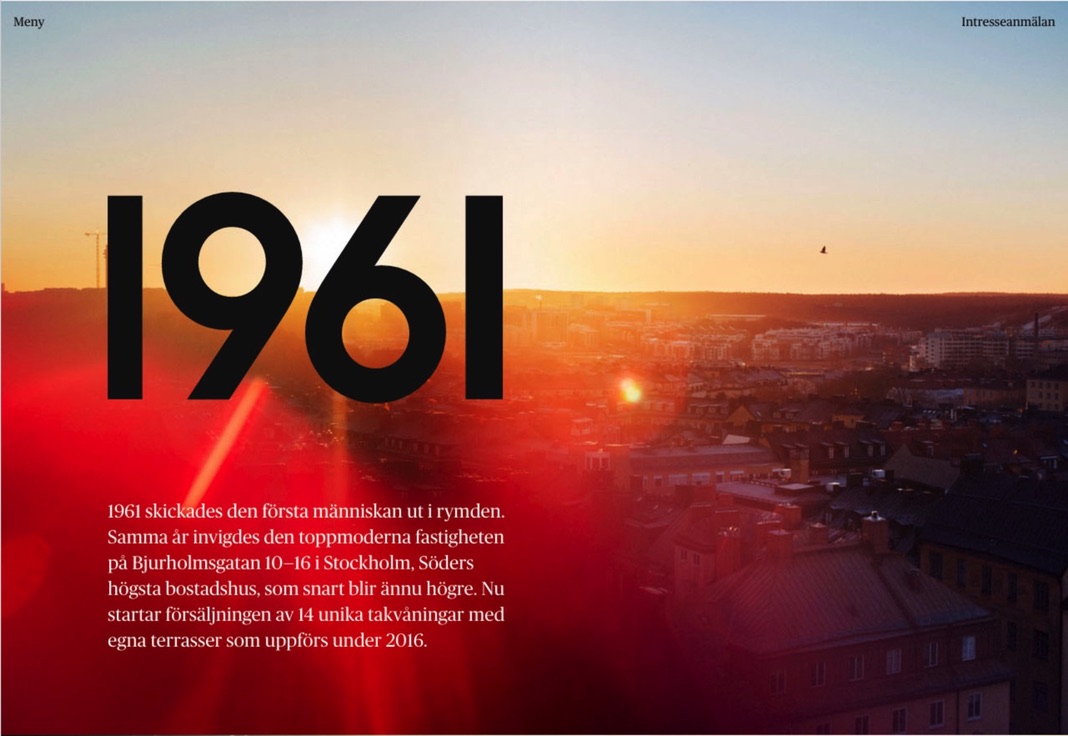 Meny
Intresseanmälan
1961
1961 skickades den första människan ut i rymden.
Samma år invigdes den toppmoderna fastigheten
på Bjurholmsgatan 10–16 i Stockholm, Söders
högsta bostadshus, som snart blir ännu högre. Nu
startar försäljningen av 14 unika takvåningar med
egna terrasser som uppförs under 2016.